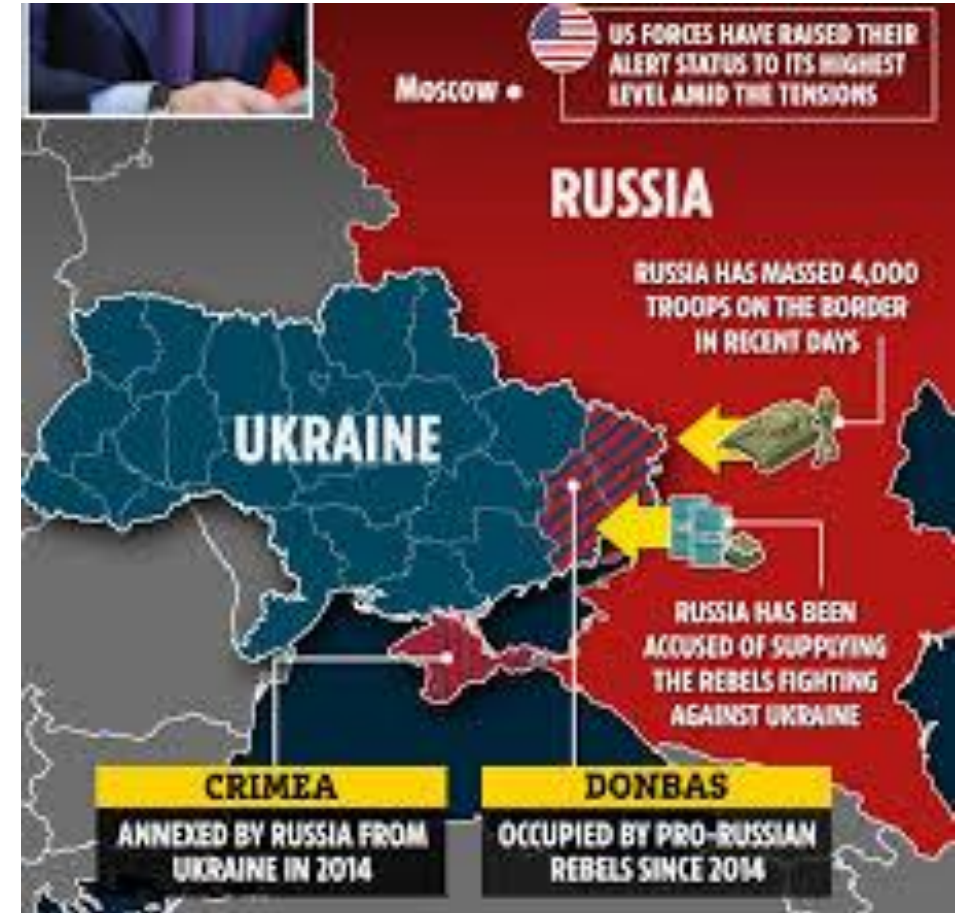 US FORCES HAVE RAISED THEIR
ALERT STATUS TO ITS HIGHEST
LEVEL AMID THE TENSIONS
Moscow
RUSSIA
RUSSIA HAS MASSED 4,000
TROOPS ON THE BORDER
IN RECENT DAYS
UKRAINE
RUSSIA HAS BEEN
ACCUSED OF SUPPLYING
THE REBELS FIGHTING
AGAINST UKRAINE
CRIMEA
ANNEXED BY RUSSIA FROM
UKRAINE IN 2014
DONBAS
OCCUPIED BY PRO-RUSSIAN
REBELS SINCE 2014